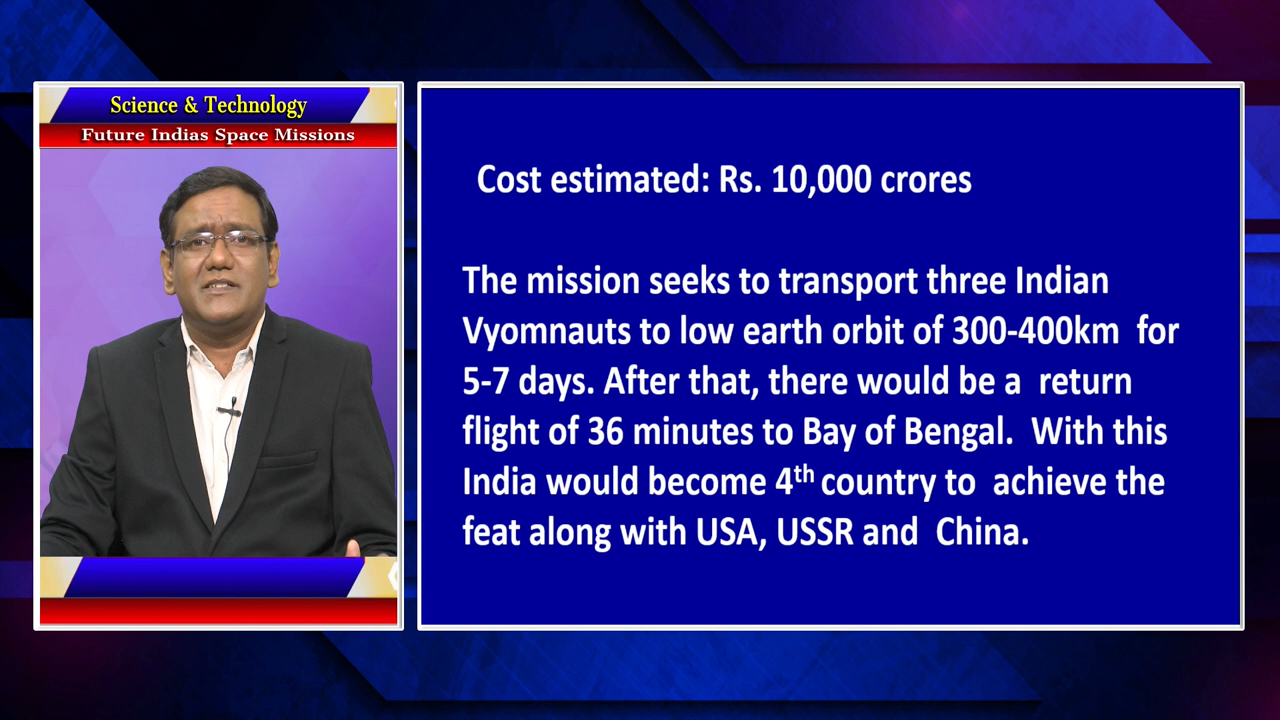 Science & Technology
Future Indias Space Missions
Cost estimated: Rs. 10,000 crores
The mission seeks to transport three Indian
Vyomnauts to low earth orbit of 300-400km for
5-7 days. After that, there would be a return
flight of 36 minutes to Bay of Bengal. With this
India would become 4th country to achieve the
feat along with USA, USSR and China.